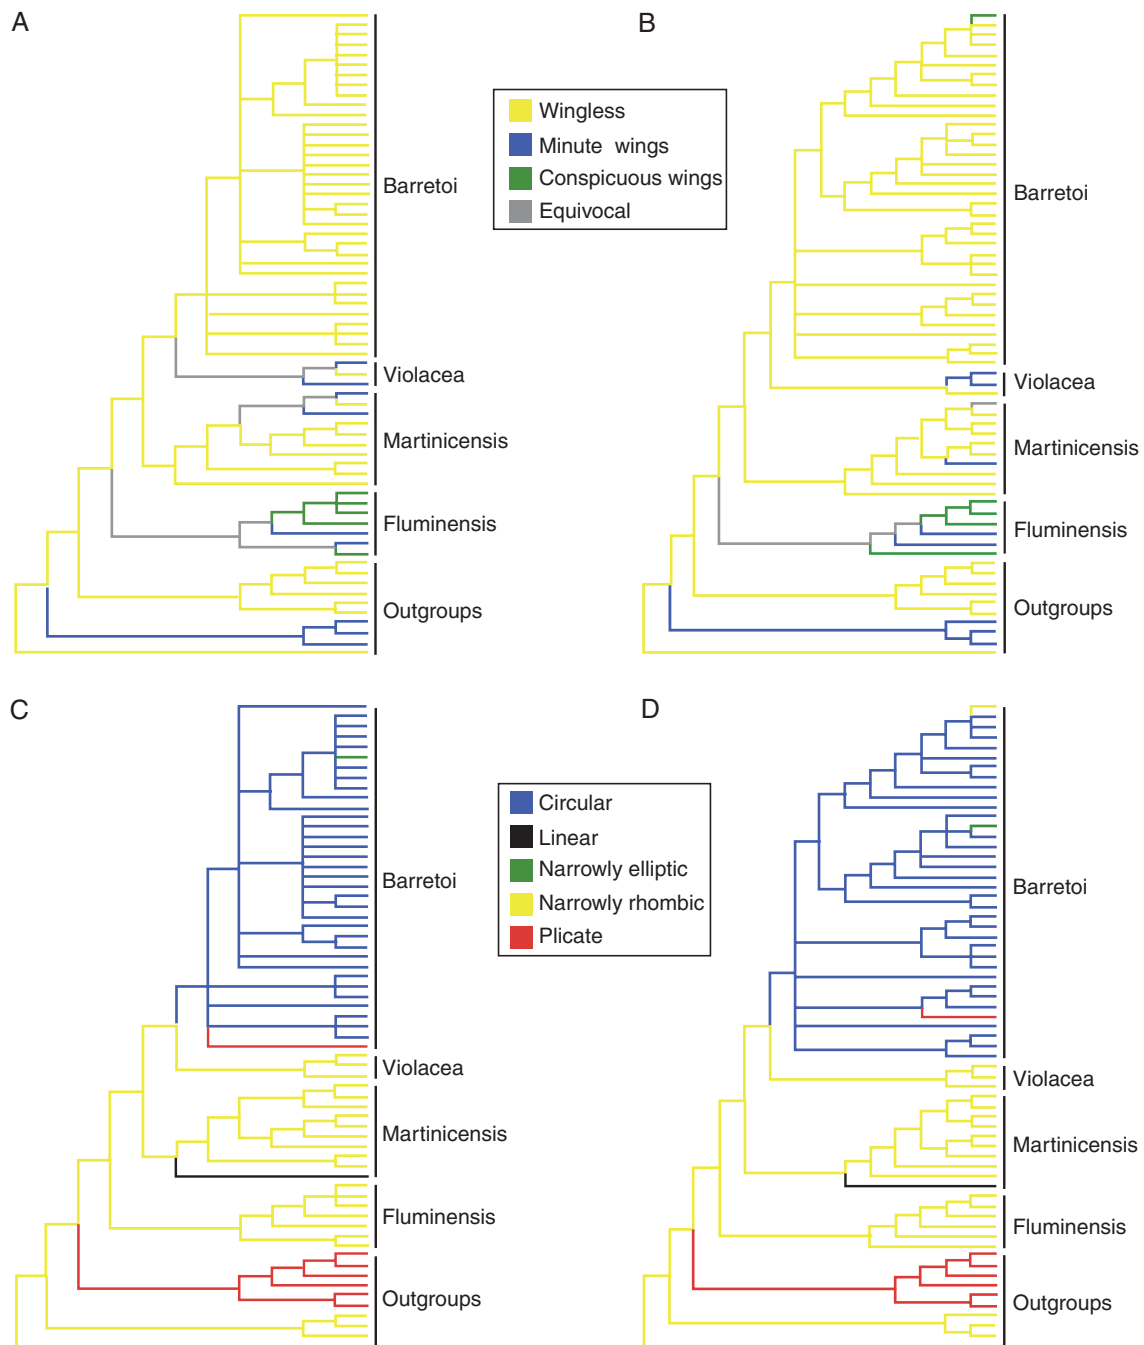 A
B
Wingless
Minute wings
Conspicuous wings
Equivocal
Barretoi
Violacea
Martinicensis
Fluminensis
Outgroups
Barretoi
Violacea
Martinicensis
Fluminensis
Outgroups
C
D
Circular
Linear
Narrowly elliptic
Narrowly rhombic
Plicate
Barretoi
Violacea
Martinicensis
Fluminensis
Outgroups
Barretoi
Violacea
Martinicensis
Fluminensis
Outgroups